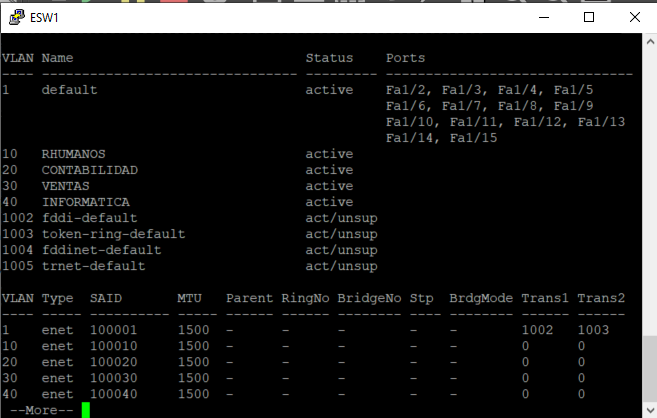 ESW1
VLAN Name                             Status    Ports
---- -------------------------------- --------- -------------------------------
1    default                          active    Fa1/2, Fa1/3, Fa1/4, Fa1/5
                                                Fa1/6, Fa1/7, Fa1/8, Fa1/9
                                                Fa1/10, Fa1/11, Fa1/12, Fa1/13
                                                Fa1/14, Fa1/15
10   RHUMANOS                         active
20   CONTABILIDAD                     active
30   VENTAS                           active
40   INFORMATICA                      active
1002 fddi-default                     act/unsup
1003 token-ring-default               act/unsup
1004 fddinet-default                  act/unsup
1005 trnet-default                    act/unsup
VLAN Type  SAID       MTU   Parent RingNo BridgeNo Stp  BrdgMode Trans1 Trans2
---- ----- ---------- ----- ------ ------ -------- ---- -------- ------ ------
1    enet  100001     1500  -      -      -        -    -        1002   1003
10   enet  100010     1500  -      -      -        -    -        0      0
20   enet  100020     1500  -      -      -        -    -        0      0
30   enet  100030     1500  -      -      -        -    -        0      0
40   enet  100040     1500  -      -      -        -    -        0      0
 --More--